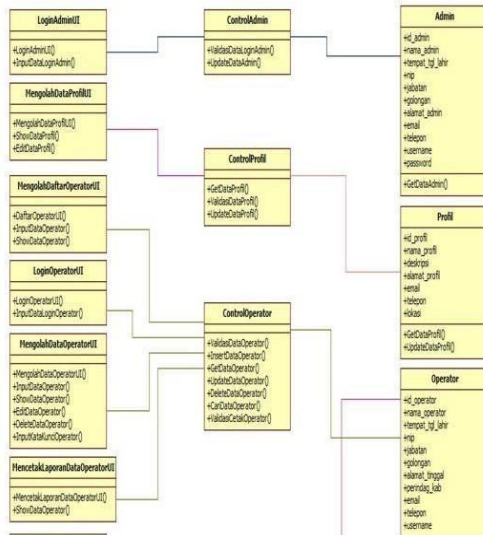 LoginAdminUI
+LoginAdminUI()
+InputDataLoginAdmin()
MengolahDataProfilUI
+MengolahDataProfilUI()
+ShowDataProfil()
+EditDataProfil()
MengolahDaftarOperatorUI
+DaftarOperatorUI()
+InputDataOperator()
+ShowDataOperator()
LoginOperatorUI
+LoginOperatorUI()
+InputDataLoginOperator()
MengolahDataOperatorUI
+MengolahDataOperatorUI()
+InputDataOperator()
+ShowDataOperator()
+EditDataOperator()
+DeleteDataOperator()
+InputKataKunciOperator()
MencetakLaporanDataOperatorUI
+MencetakLaporanDataOperatorUI()
+ShowDataOperator()
ControlAdmin
+ValidasiDataLoginAdmin()
+UpdateDataAdmin()
ControlProfil
+GetDataProfil()
+ValidasiDataProfil()
+UpdateDataProfil()
ControlOperator
+ValidasiDataOperator()
+InsertDataOperator()
+GetDataOperator()
+UpdateDataOperator()
+DeleteDataOperator()
+CariDataOperator()
+ValidasiCetakOperator()
Admin
+id_admin
+nama_admin
+tempat_tgl_lahir
+nip
+jabatan
+golongan
+alamat_admin
+email
+telepon
+username
+password
+GetDataAdmin()
Profil
+id_profil
+nama_profil
+deskripsi
+alamat_profil
+email
+telepon
+lokasi
+GetDataProfil()
+UpdateDataProfil()
Operator
+id_operator
+nama_operator
+tempat_tgl_lahir
+nip
+jabatan
+golongan
+alamat_tinggal
+perindag_kab
+email
+telepon
+username